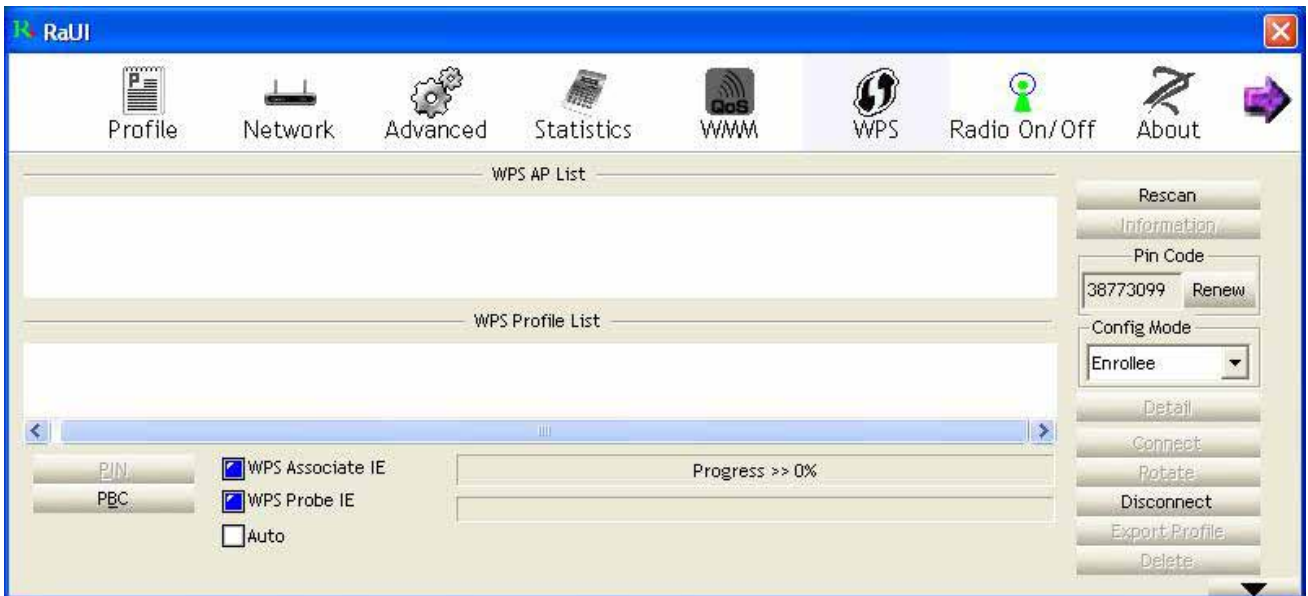 RaUI
Profile Network Advanced Statistics WMM WPS Radio On/Off About
QoS
WPS AP List
Rescan
Information
Pin Code
38773099 Renew
WPS Profile List
Config Mode
Enrollee
Detail
Connect
Rotate
Disconnect
Export Profile
Delete
PIN
PBC
WPS Associate IE
WPS Probe IE
Auto
Progress >> 0%